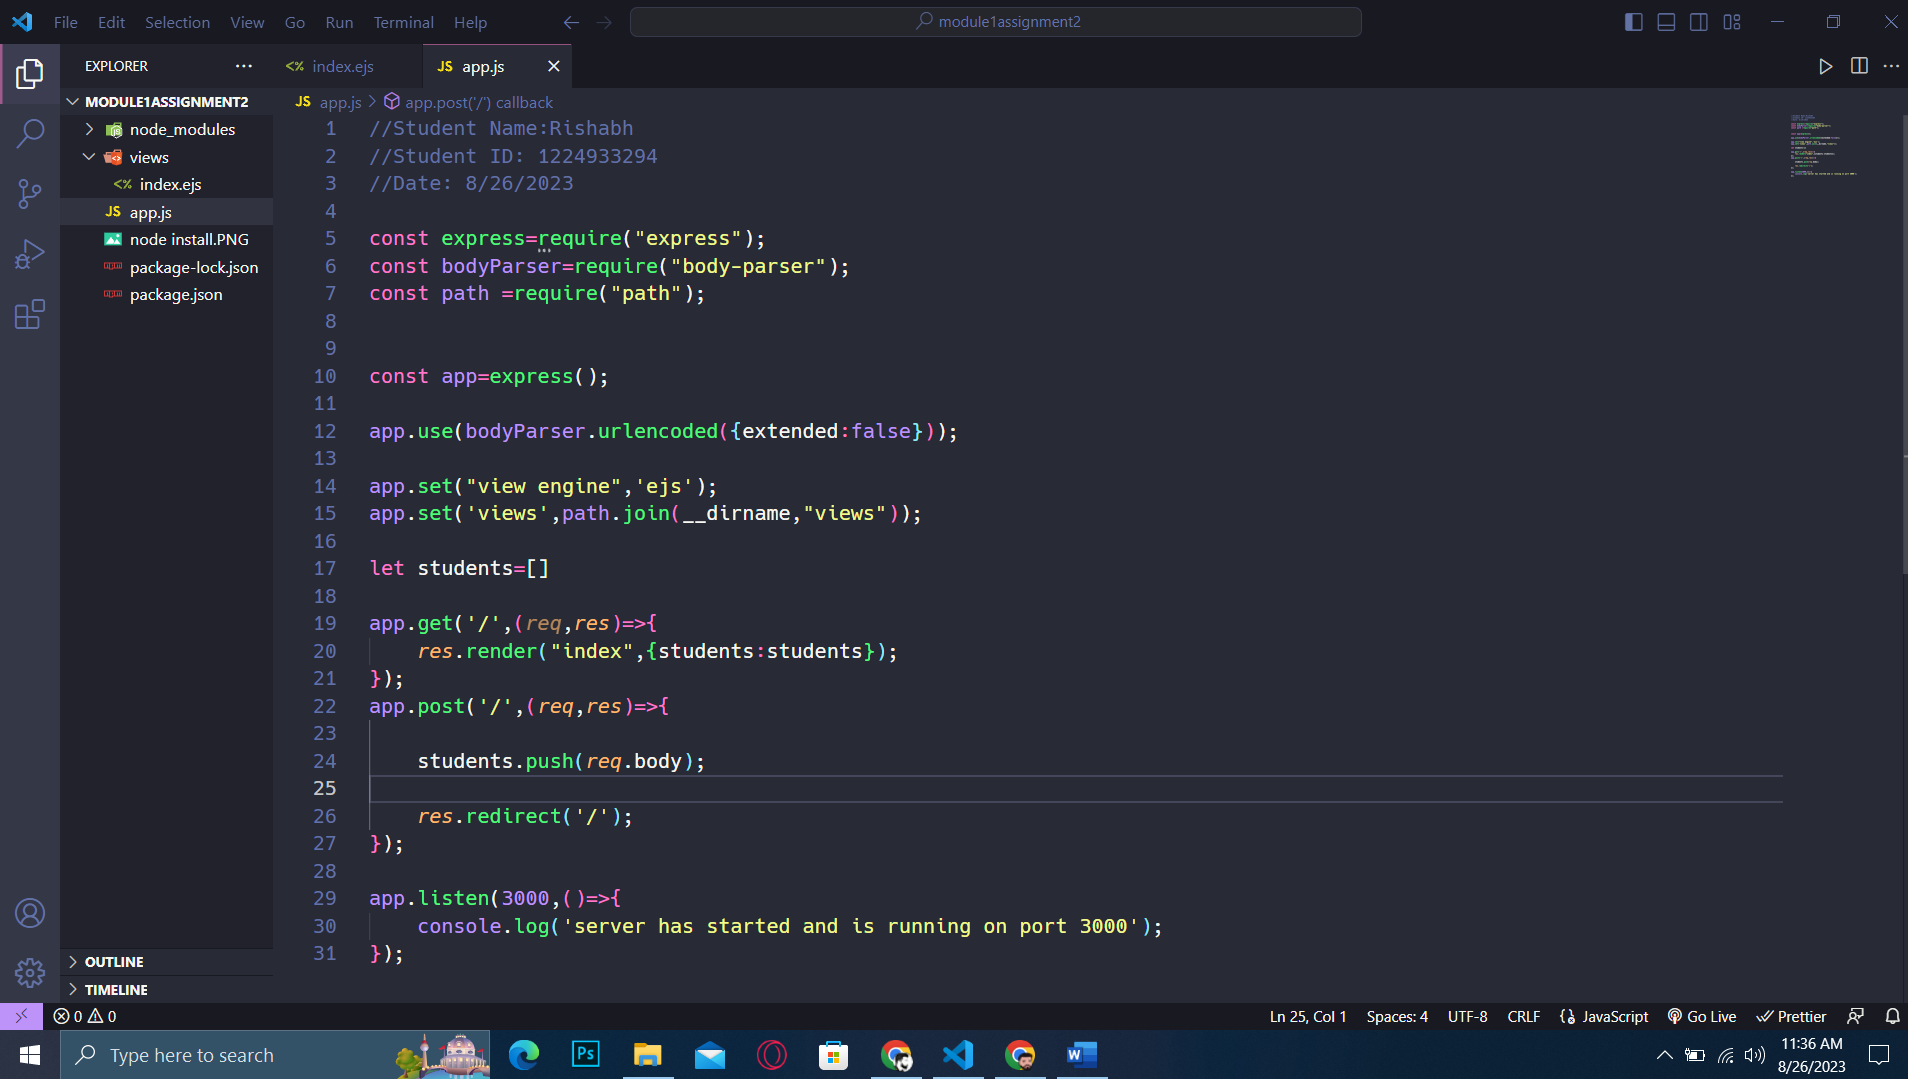 File Edit Selection View Go Run Terminal Help
module1assignment2
EXPLORER
index.ejs
JS app.js
MODULE1ASSIGNMENT2
node_modules
views
index.ejs
JS app.js
node install.PNG
package-lock.json
package.json
OUTLINE
TIMELINE
JS app.js > app.post('/') callback
1 //Student Name:Rishabh
2 //Student ID: 1224933294
3 //Date: 8/26/2023
4
5 const express=require("express");
6 const bodyParser=require("body-parser");
7 const path =require("path");
8
9
10 const app=express();
11
12 app.use(bodyParser.urlencoded({extended:false}));
13
14 app.set("view engine",'ejs');
15 app.set('views',path.join(__dirname,"views"));
16
17 let students=[]
18
19 app.get('/',(req,res)=>{
20     res.render("index",{students:students});
21 });
22 app.post('/',(req,res)=>{
23
24     students.push(req.body);
25
26     res.redirect('/');
27 });
28
29 app.listen(3000,()=>{
30     console.log('server has started and is running on port 3000');
31 });
0 0
Ln 25, Col 1 Spaces: 4 UTF-8 CRLF JavaScript Go Live Prettier
Type here to search
Ps
W
11:36 AM
8/26/2023